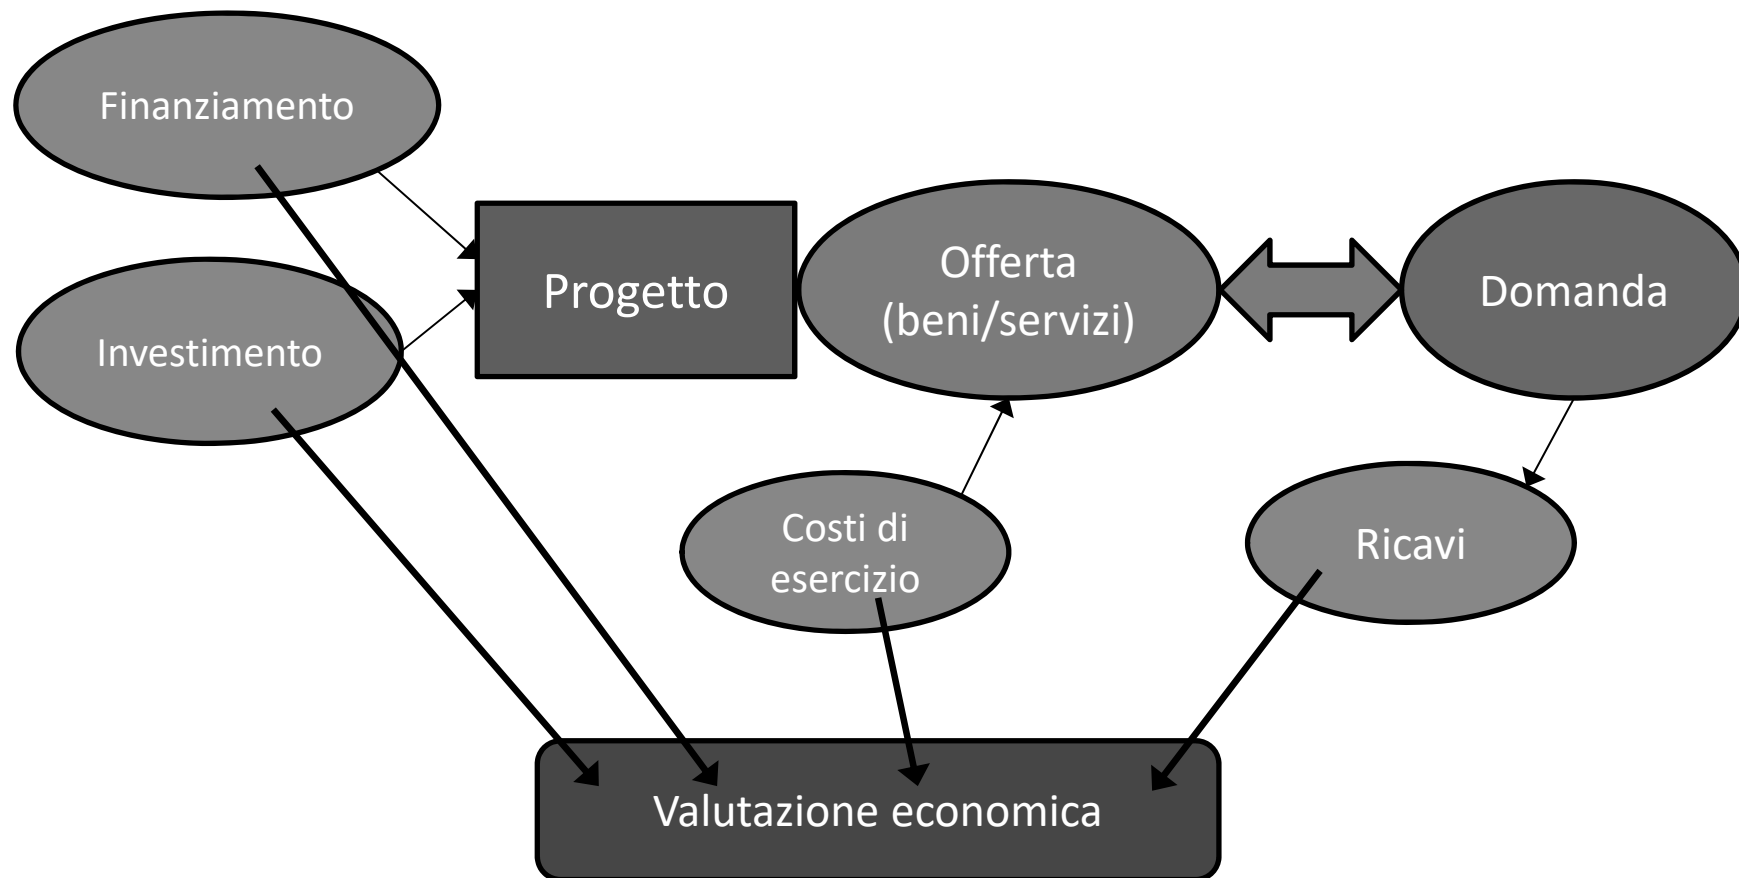 Finanziamento
Investimento
Progetto
Offerta
(beni/servizi)
Domanda
Costi di
esercizio
Ricavi
Valutazione economica